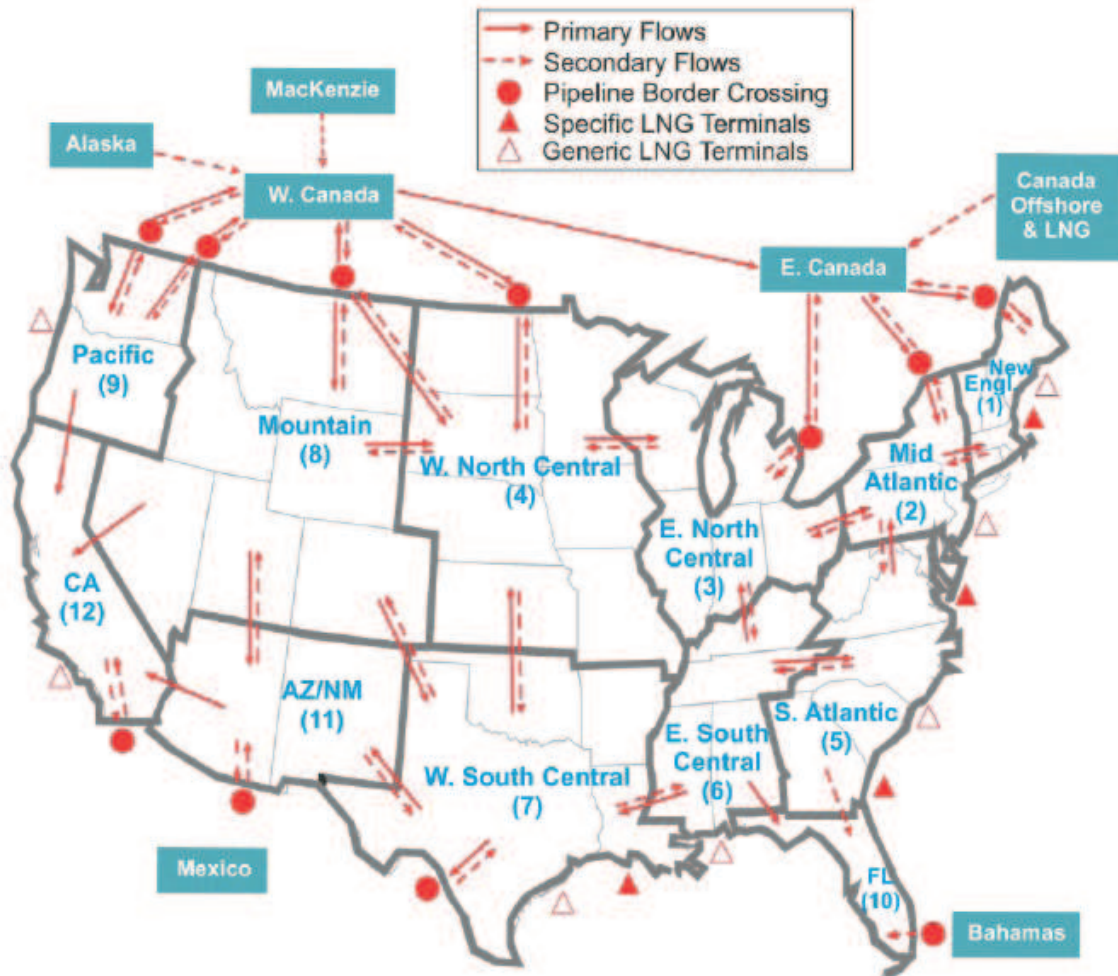 Primary Flows
Secondary Flows
Pipeline Border Crossing
Specific LNG Terminals
Generic LNG Terminals
MacKenzie
Alaska
W. Canada
Canada
Offshore
& LNG
E. Canada
Pacific
(9)
Mountain
(8)
W. North Central
(4)
New
Engl
(1)
Mid
Atlantic
(2)
E. North
Central
(3)
CA
(12)
AZ/NM
(11)
W. South Central
(7)
E. South
Central
(6)
S. Atlantic
(5)
FL
(10)
Mexico
Bahamas